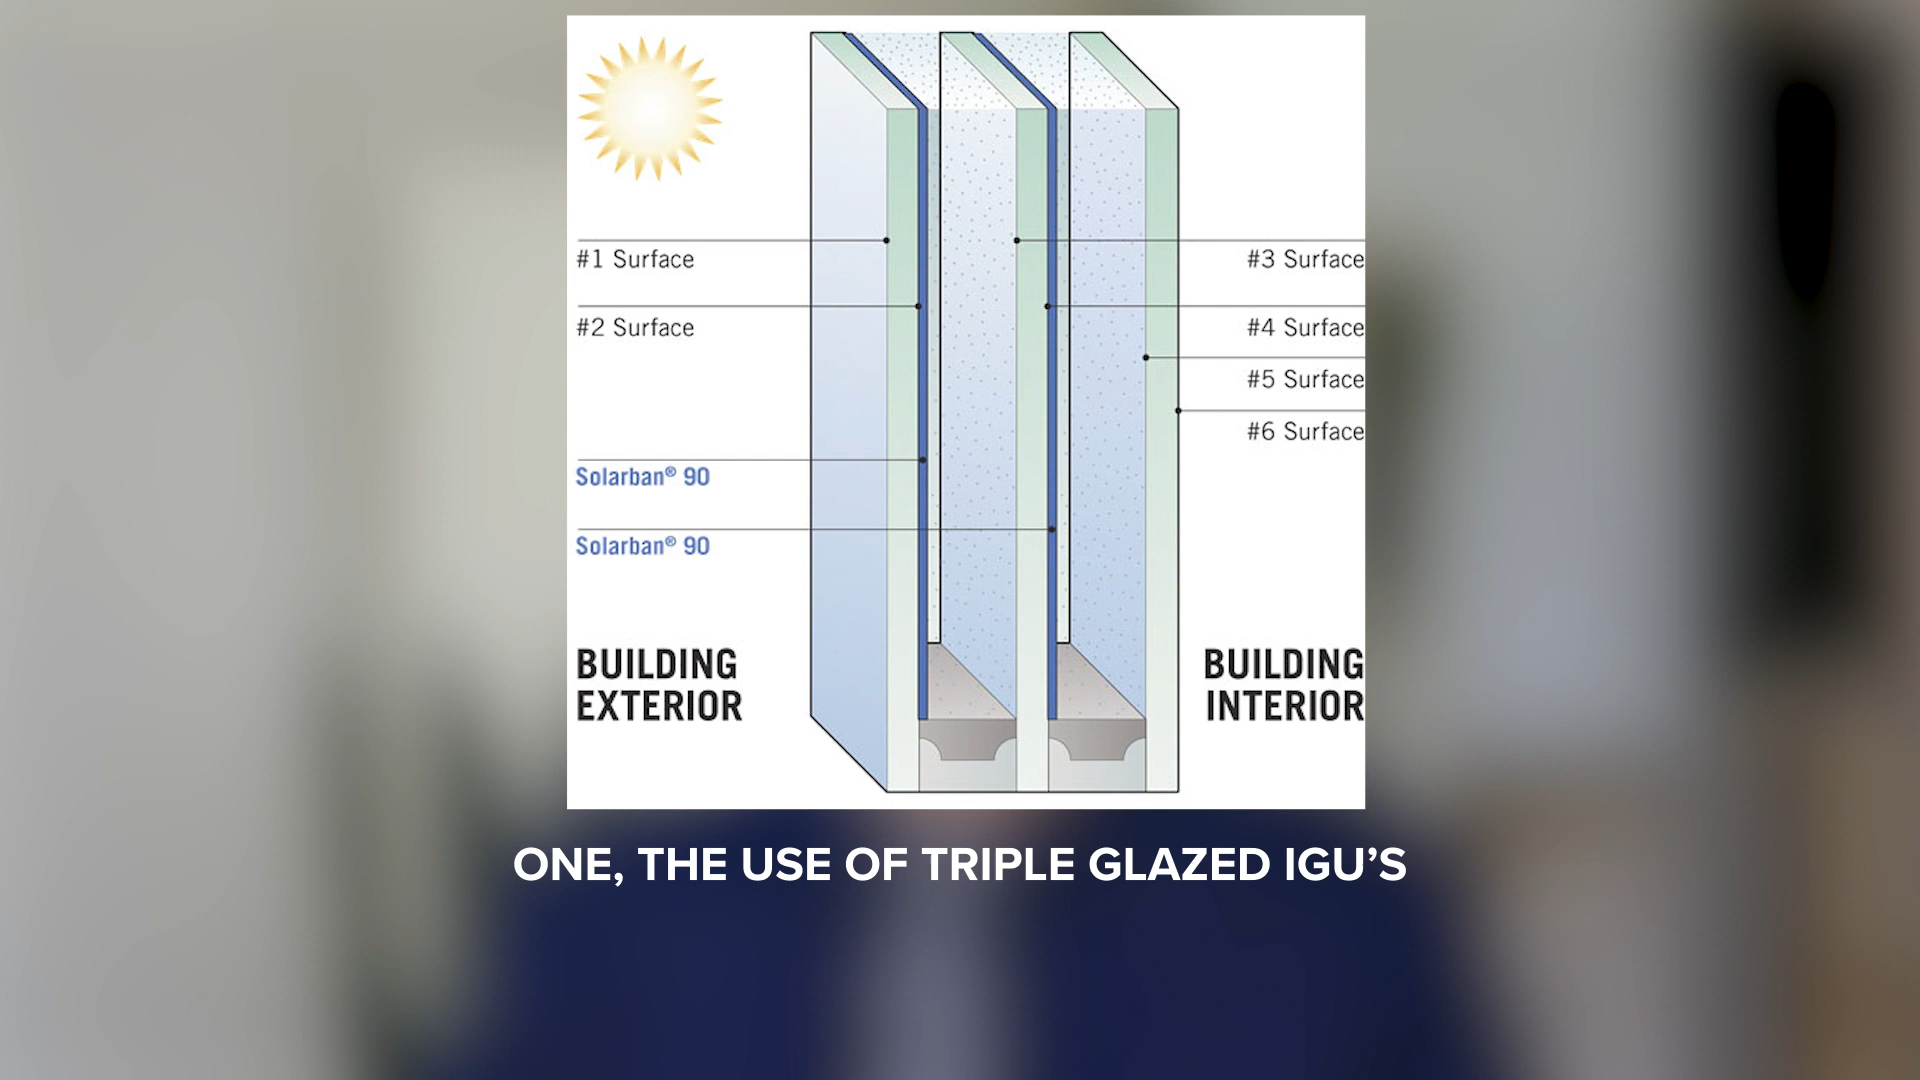 #1 Surface
#2 Surface
Solarban® 90
Solarban® 90
BUILDING
EXTERIOR
#3 Surface
#4 Surface
#5 Surface
#6 Surface
BUILDING
INTERIOR
ONE, THE USE OF TRIPLE GLAZED IGU’S